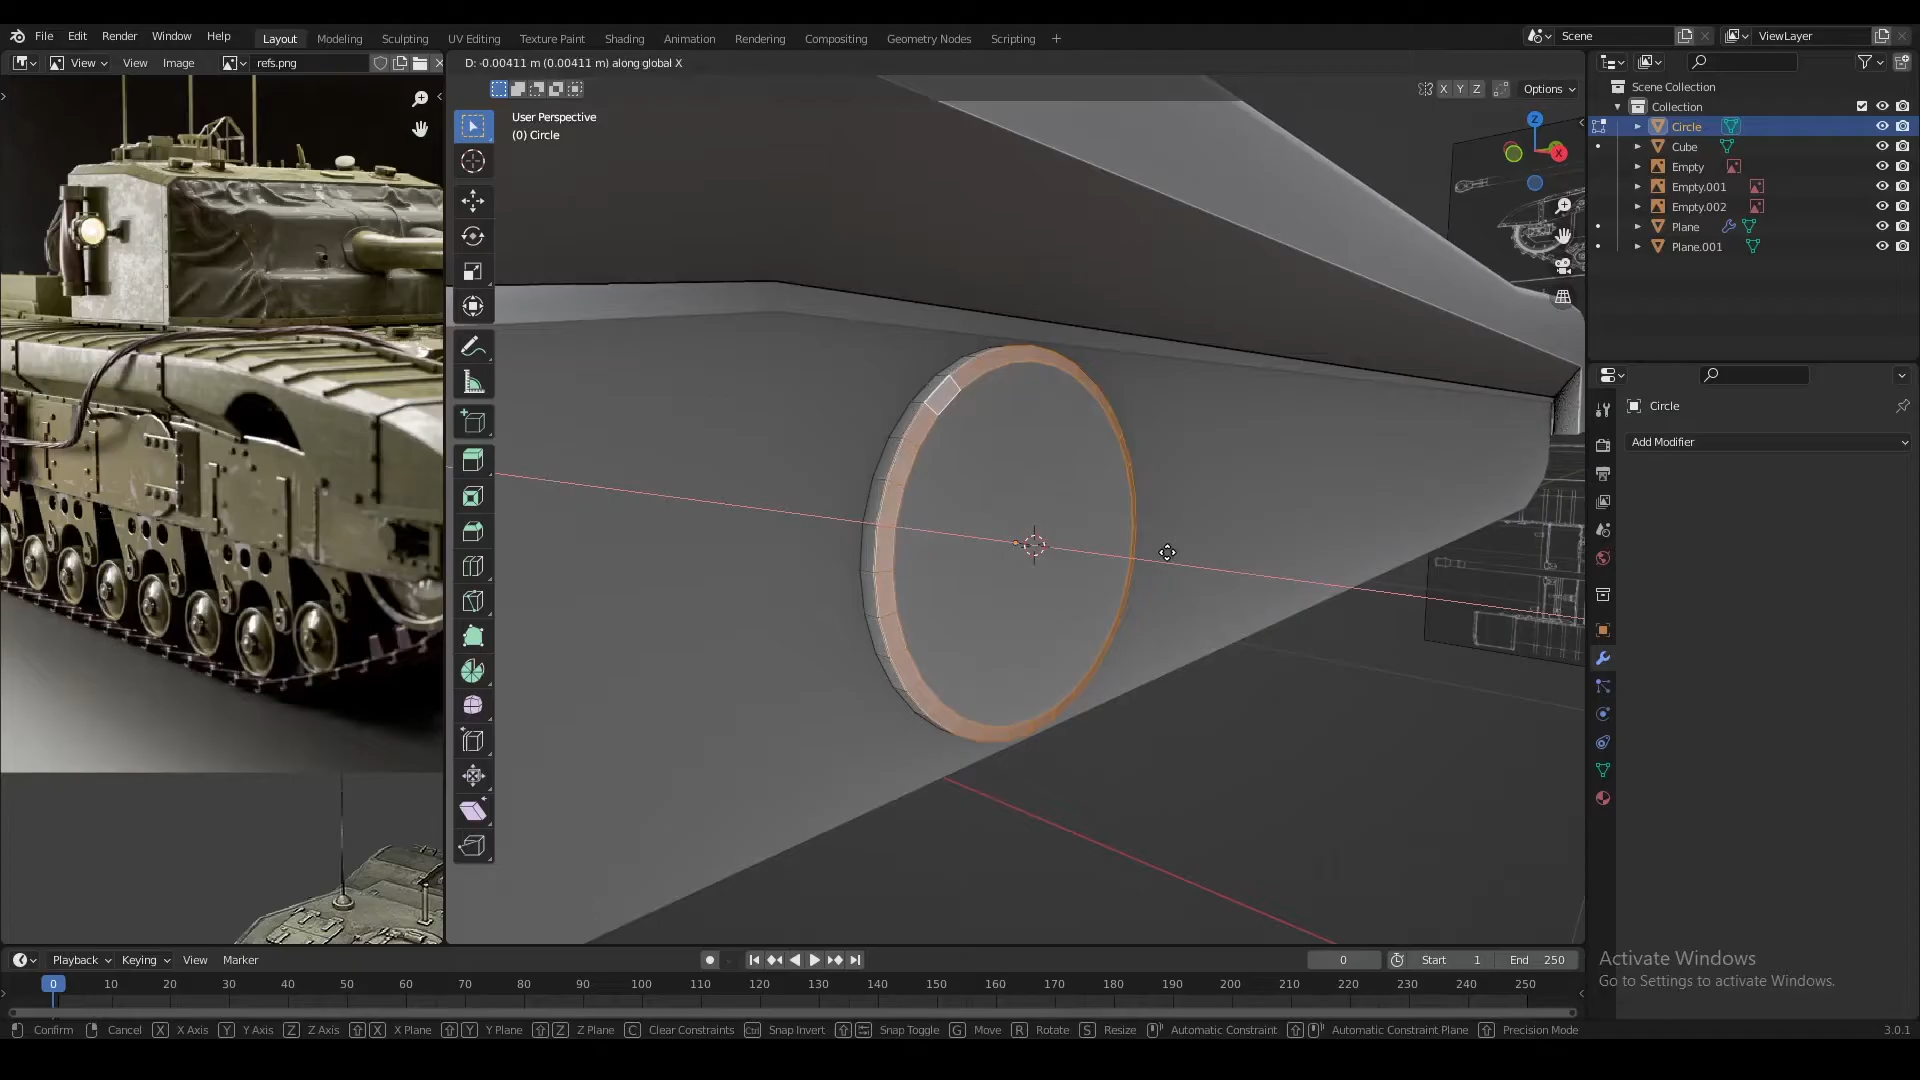 File Edit Render Window Help
Layout Modeling Sculpting UV Editing Texture Paint Shading Animation Rendering Compositing Geometry Nodes Scripting
Scene
ViewLayer
View View Image
refs.png
D: -0.00411 m (0.00411 m) along global X
X Y Z
Options
User Perspective
(0) Circle
Z
X
Scene Collection
Collection
Circle
Cube
Empty
Empty.001
Empty.002
Plane
Plane.001
Circle
Add Modifier
Activate Windows
Go to Settings to activate Windows.
Playback Keying View Marker
0
Start 1
End 250
0 10 20 30 40 50 60 70 80 90 100 110 120 130 140 150 160 170 180 190 200 210 220 230 240 250
Confirm Cancel X X Axis Y Y Axis Z Z Axis X X Plane Y Y Plane Z Z Plane C Clear Constraints Ctrl Snap Invert Snap Toggle G Move R Rotate S Resize Automatic Constraint Automatic Constraint Plane Precision Mode
3.0.1